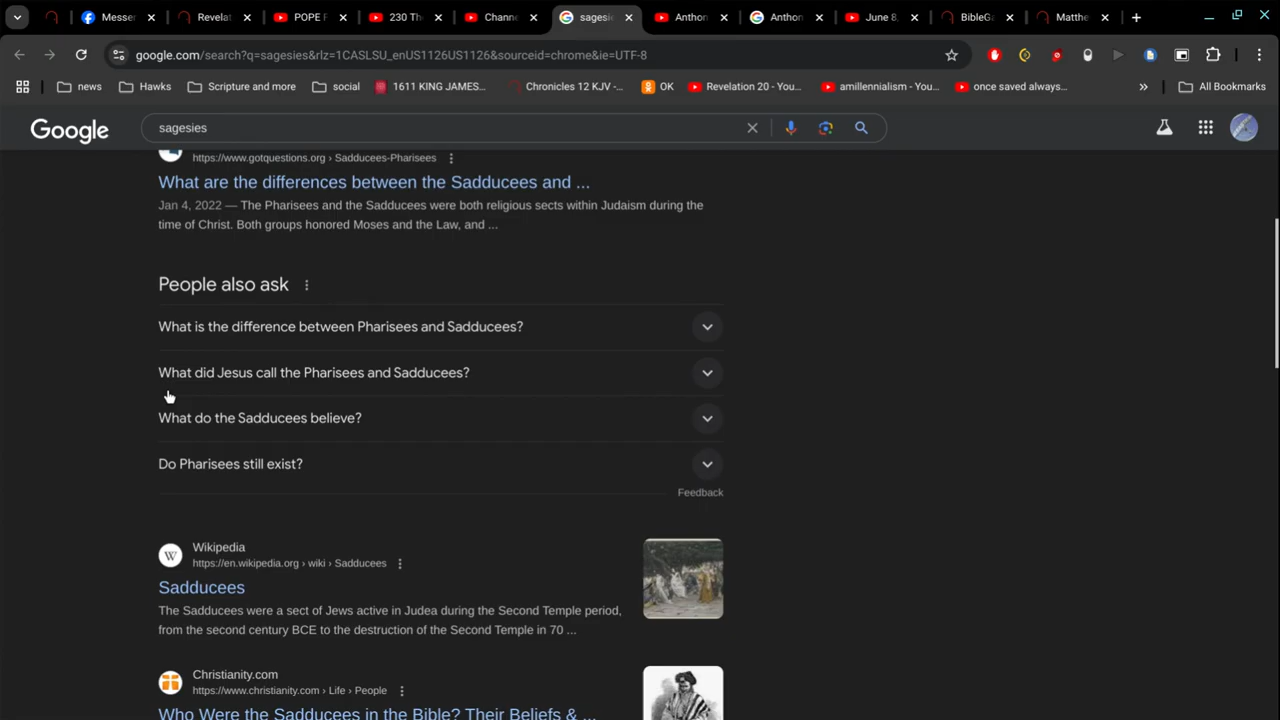 Messer
Revelat
POPE F
230 Th
Chann
sagesie
Anthon
Anthon
June 8,
BibleGa
Matthe
google.com/search?q=sagesies&rlz=1CASLSU_enUS1126US1126&sourceid=chrome&ie=UTF-8
news
Hawks
Scripture and more
social
1611 KING JAMES...
Chronicles 12 KJV -...
OK
Revelation 20 - You...
amillennialism - You...
once saved always...
»
All Bookmarks
Google
sagesies
https://www.gotquestions.org › Sadducees-Pharisees
What are the differences between the Sadducees and ...
Jan 4, 2022 — The Pharisees and the Sadducees were both religious sects within Judaism during the
time of Christ. Both groups honored Moses and the Law, and ...
People also ask
What is the difference between Pharisees and Sadducees?
What did Jesus call the Pharisees and Sadducees?
What do the Sadducees believe?
Do Pharisees still exist?
Feedback
W
Wikipedia
https://en.wikipedia.org › wiki › Sadducees
Sadducees
The Sadducees were a sect of Jews active in Judea during the Second Temple period,
from the second century BCE to the destruction of the Second Temple in 70 ...
Christianity.com
https://www.christianity.com › Life › People
Who Were the Sadducees in the Bible? Their Beliefs & ...